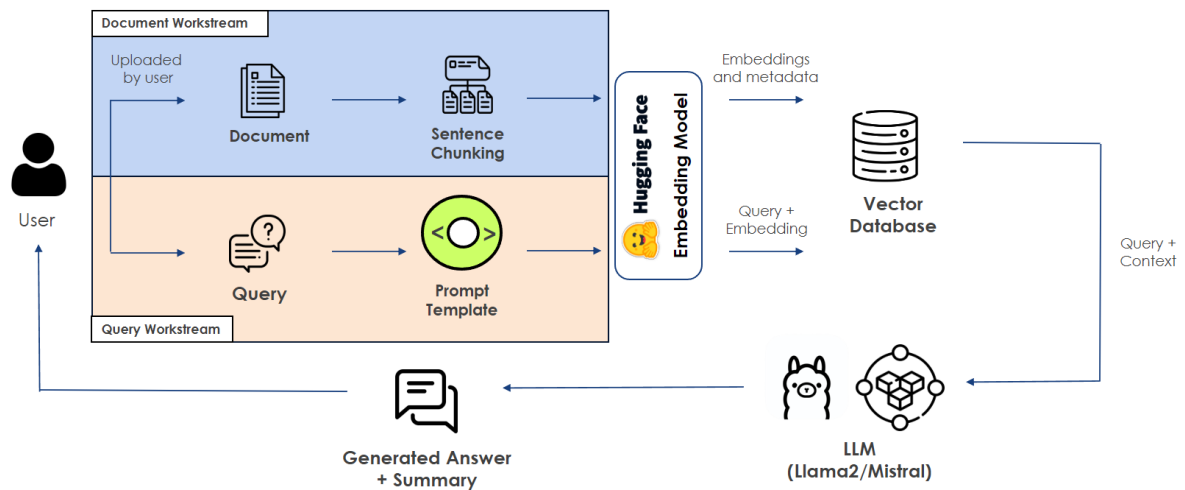 Document Workstream
Uploaded
by user
Document
Sentence
Chunking
Hugging Face
Embedding Model
Embeddings
and metadata
Vector
Database
User
Query
< >
Prompt
Template
Query Workstream
Query +
Embedding
Query +
Context
LLM
(Llama2/Mistral)
Generated Answer
+ Summary